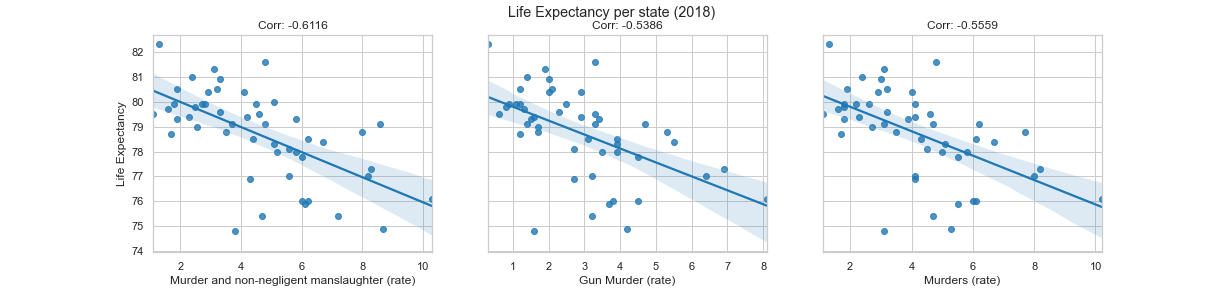 Life Expectancy per state (2018)
Corr: -0.6116
Corr: -0.5386
Corr: -0.5559
Life Expectancy
82
81
80
79
78
77
76
75
74
2 4 6 8 10
1 2 3 4 5 6 7 8
2 4 6 8 10
Murder and non-negligent manslaughter (rate)
Gun Murder (rate)
Murders (rate)